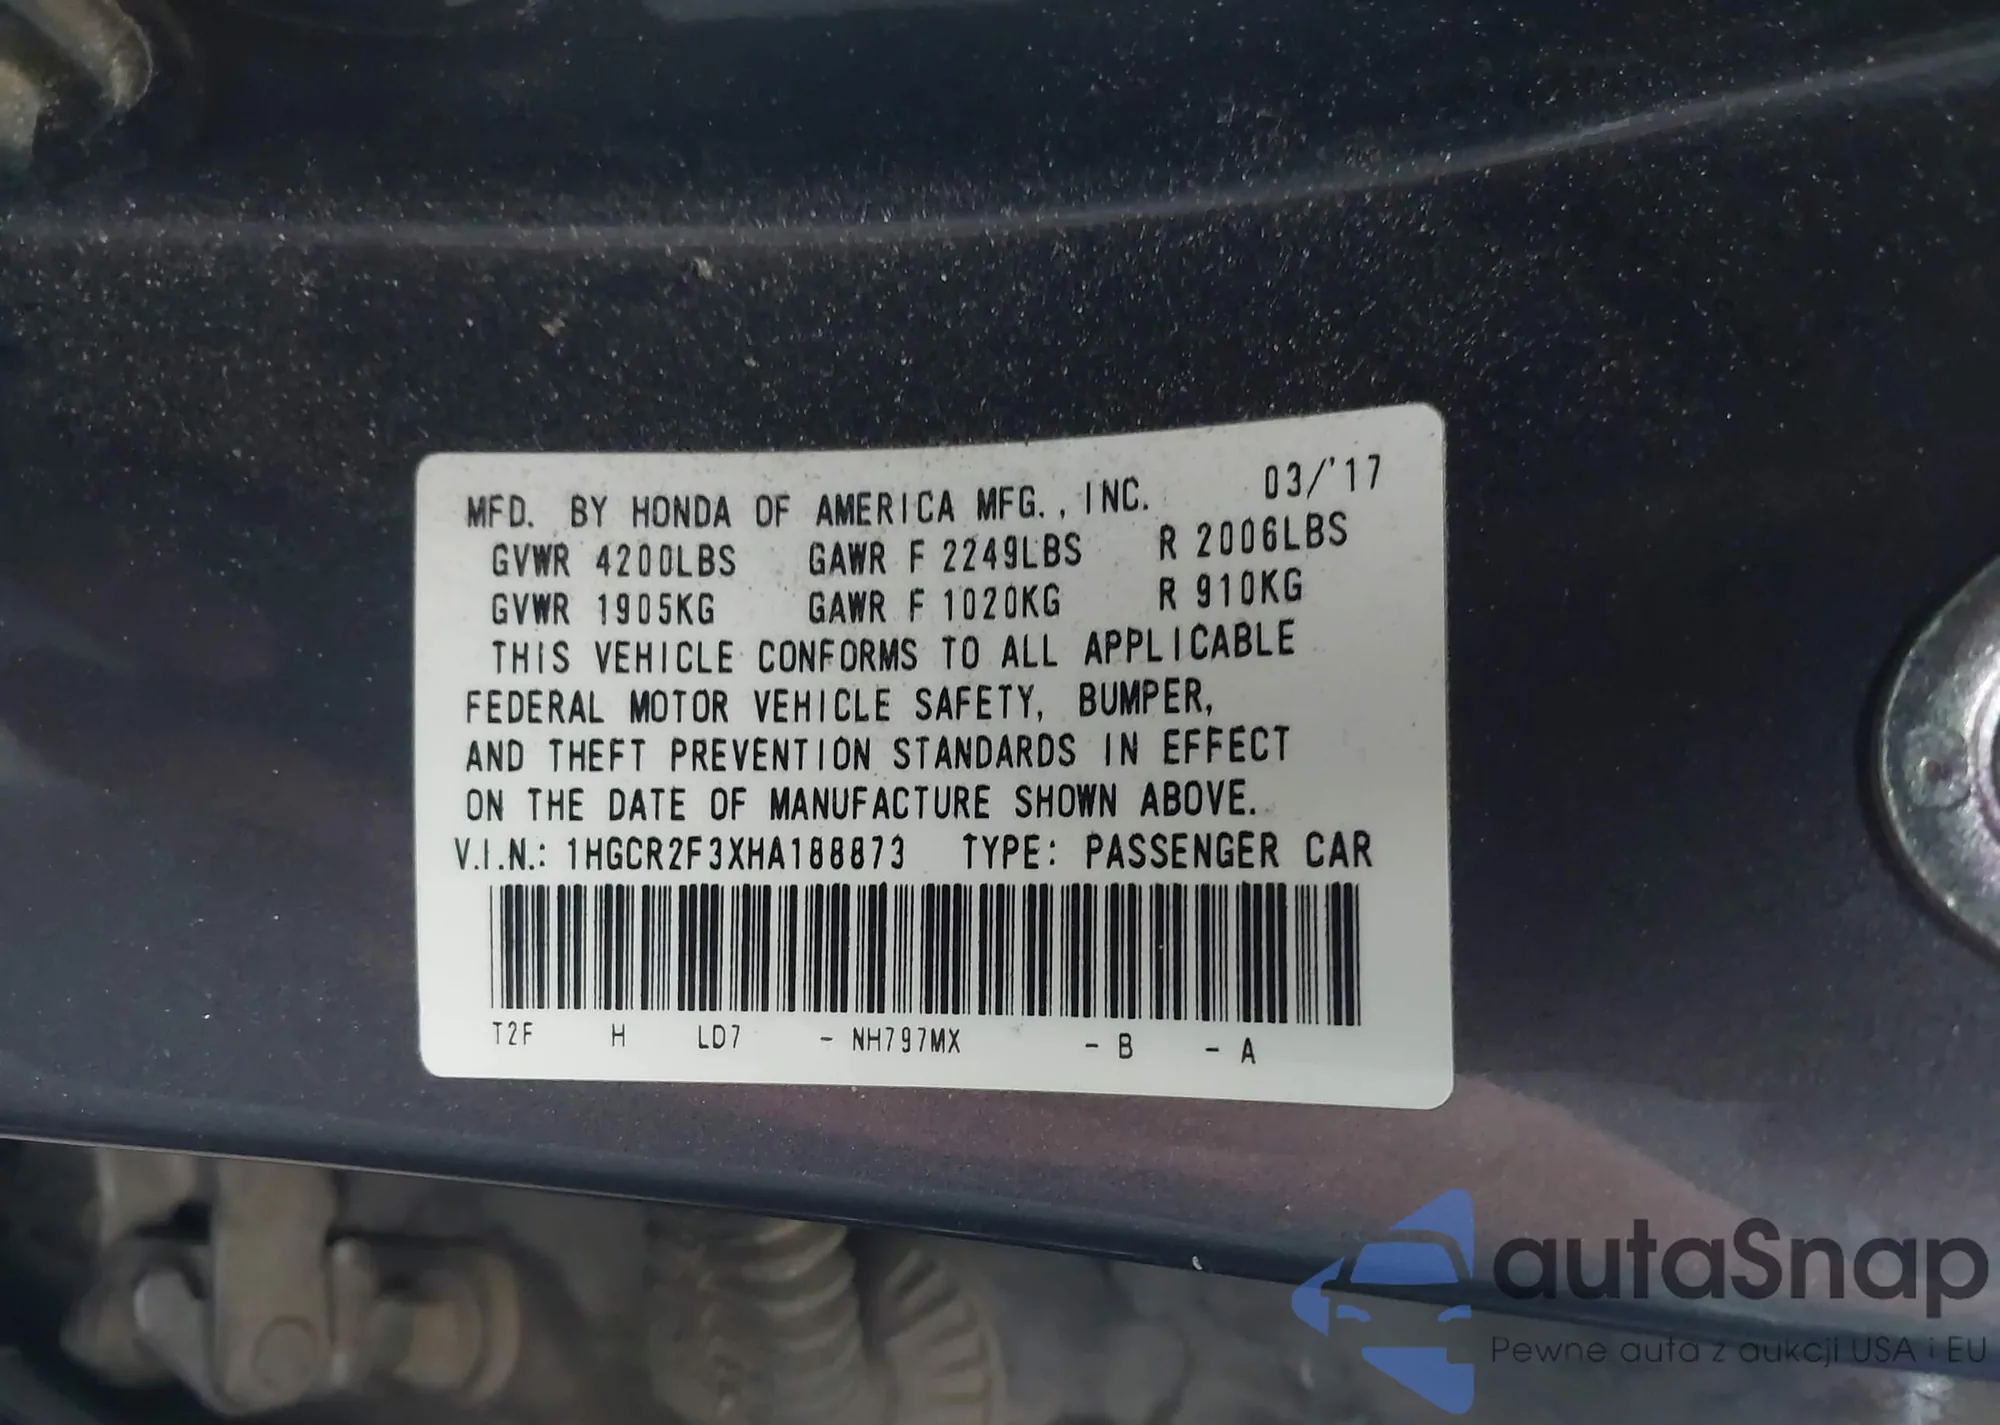 MFD. BY HONDA OF AMERICA MFG., INC. 03/'17
GVWR 4200LBS GAWR F 2249LBS R 2006LBS
GVWR 1905KG GAWR F 1020KG R 910KG
THIS VEHICLE CONFORMS TO ALL APPLICABLE
FEDERAL MOTOR VEHICLE SAFETY, BUMPER,
AND THEFT PREVENTION STANDARDS IN EFFECT
ON THE DATE OF MANUFACTURE SHOWN ABOVE.
V.I.N.: 1HGCR2F3XHA188873 TYPE: PASSENGER CAR
T2F H LD7 - NH797MX - B - A
autaSnap
Pewne auta z aukcji USA i EU